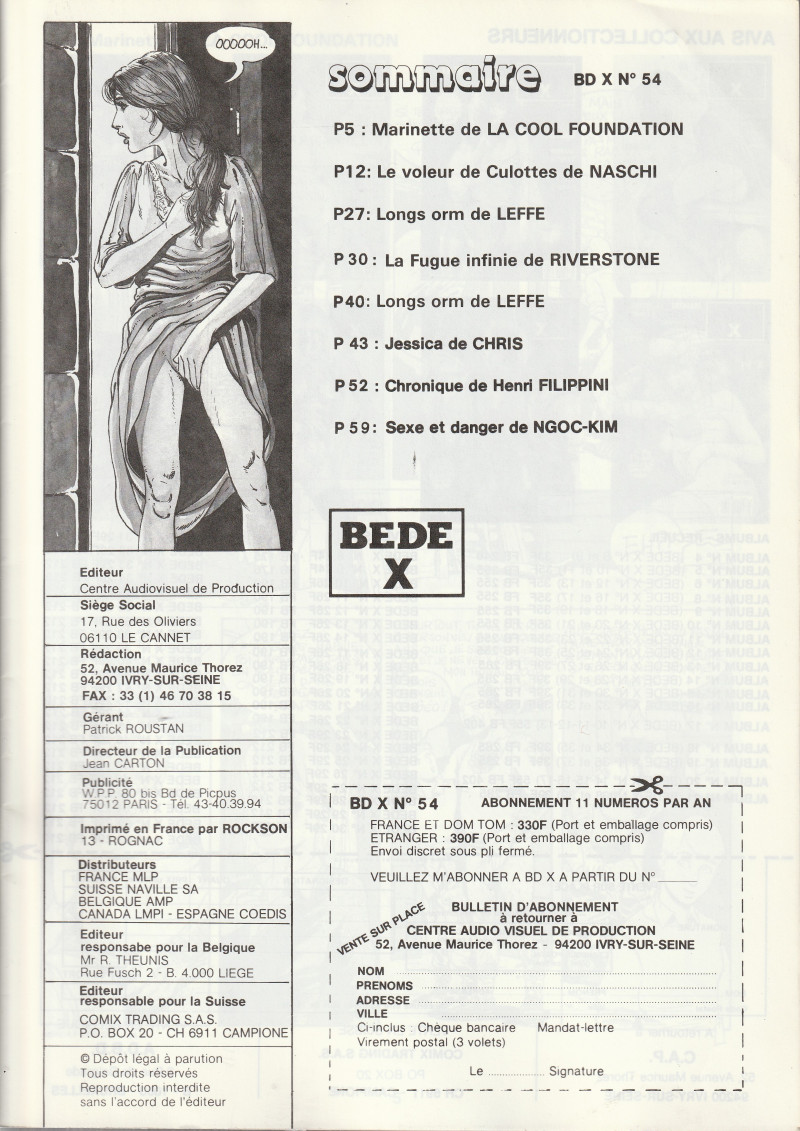 OOOOOH...
sommaire BD X N° 54
P5 : Marinette de LA COOL FOUNDATION
P12: Le voleur de Culottes de NASCHI
P27: Longs orm de LEFFE
P 30 : La Fugue infinie de RIVERSTONE
P40: Longs orm de LEFFE
P 43 : Jessica de CHRIS
P 52 : Chronique de Henri FILIPPINI
P 59: Sexe et danger de NGOC-KIM
BEDE
X
Editeur
Centre Audiovisuel de Production
Siège Social
17, Rue des Oliviers
06110 LE CANNET
Rédaction
52, Avenue Maurice Thorez
94200 IVRY-SUR-SEINE
FAX : 33 (1) 46 70 38 15
Gérant
Patrick ROUSTAN
Directeur de la Publication
Jean CARTON
Publicité
W.P.P. 80 bis Bd de Picpus
75012 PARIS - Tél. 43-40.39.94
Imprimé en France par ROCKSON
13 - ROGNAC
Distributeurs
FRANCE MLP
SUISSE NAVILLE SA
BELGIQUE AMP
CANADA LMPI - ESPAGNE COEDIS
Editeur
responsabe pour la Belgique
Mr R. THEUNIS
Rue Fusch 2 - B. 4.000 LIEGE
Editeur
responsable pour la Suisse
COMIX TRADING S.A.S.
P.O. BOX 20 - CH 6911 CAMPIONE
© Dépôt légal à parution
Tous droits réservés
Reproduction interdite
sans l'accord de l'éditeur
BD X N° 54 ABONNEMENT 11 NUMEROS PAR AN
FRANCE ET DOM TOM : 330F (Port et emballage compris)
ETRANGER : 390F (Port et emballage compris)
Envoi discret sous pli fermé.
VEUILLEZ M'ABONNER A BD X A PARTIR DU N° ______
VENTE SUR PLACE
BULLETIN D'ABONNEMENT
à retourner à
CENTRE AUDIO VISUEL DE PRODUCTION
52, Avenue Maurice Thorez - 94200 IVRY-SUR-SEINE
NOM
PRENOMS
ADRESSE
VILLE
Ci-inclus : Chèque bancaire Mandat-lettre
Virement postal (3 volets)
Le ................. Signature